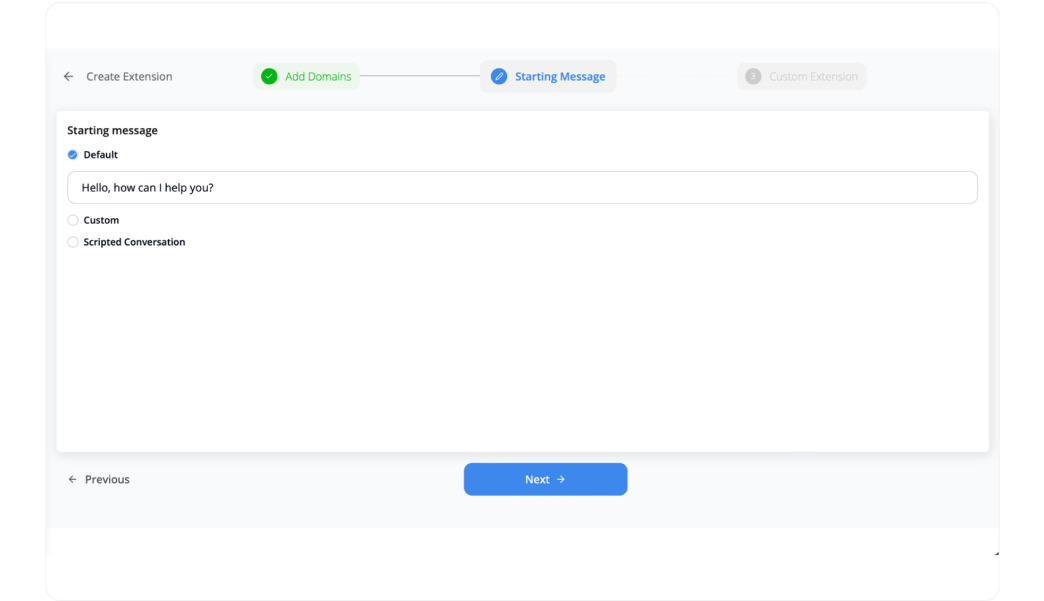 Create Extension
Add Domains
Starting Message
3 Custom Extension
Starting message
Default
Hello, how can I help you?
Custom
Scripted Conversation
Previous
Next